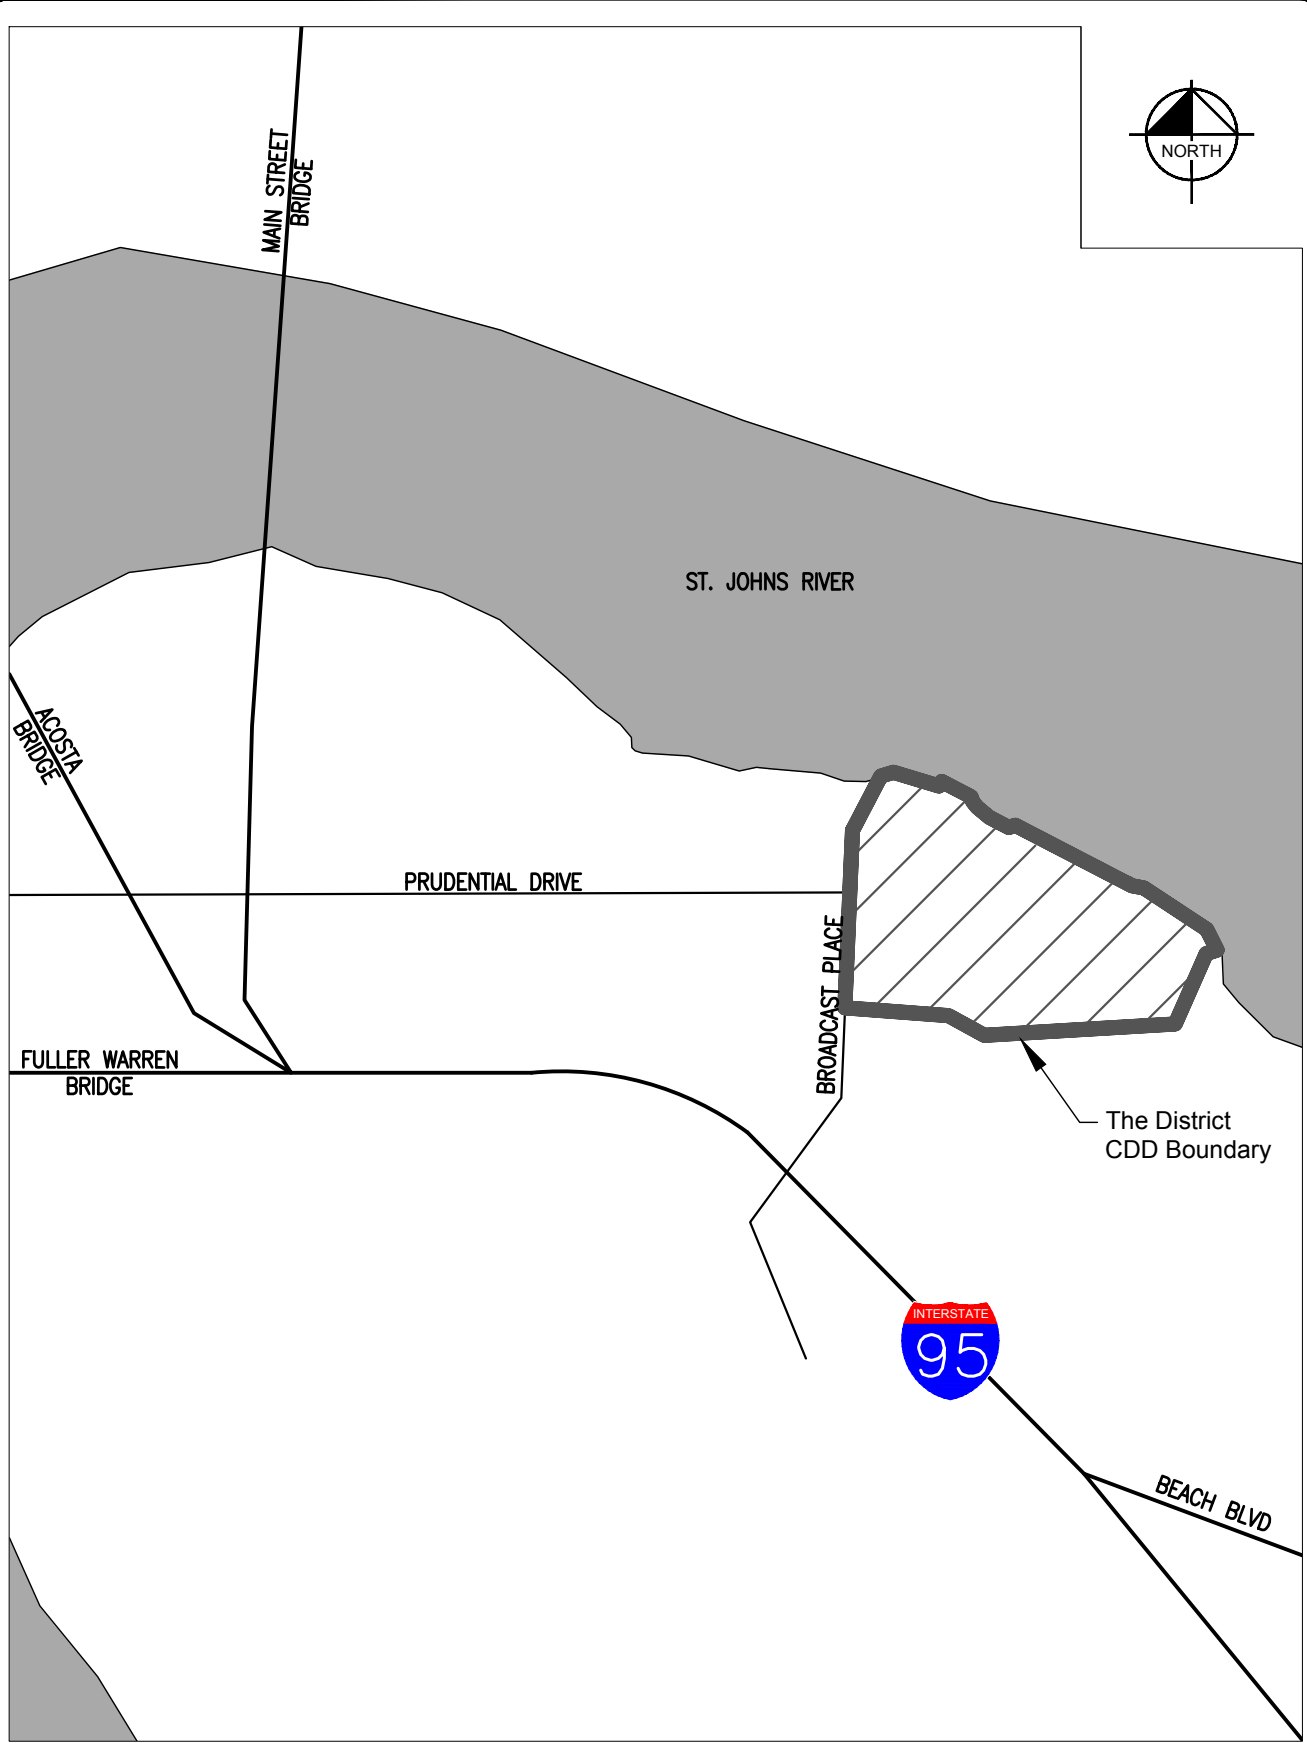 NORTH
MAIN STREET
BRIDGE
ST. JOHNS RIVER
ACOSTA
BRIDGE
PRUDENTIAL DRIVE
BROADCAST PLACE
FULLER WARREN
BRIDGE
The District
CDD Boundary
INTERSTATE
95
BEACH BLVD